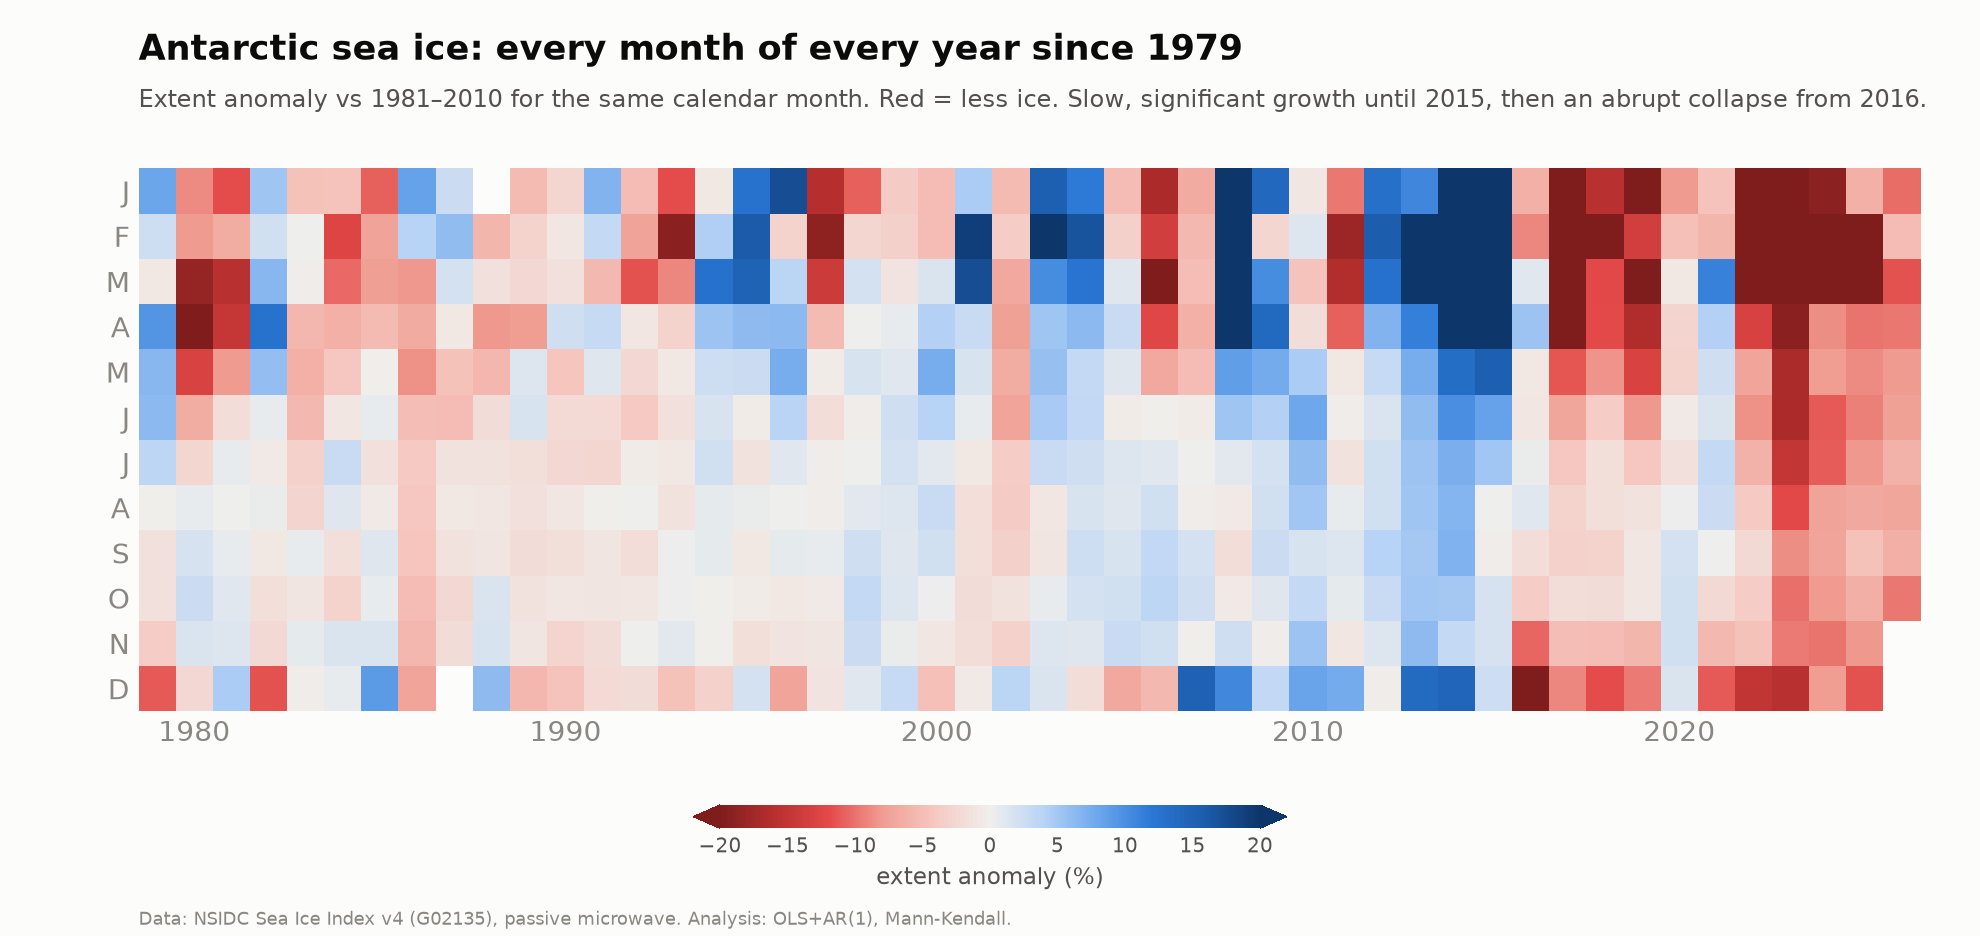 Antarctic sea ice: every month of every year since 1979
Extent anomaly vs 1981–2010 for the same calendar month. Red = less ice. Slow, significant growth until 2015, then an abrupt collapse from 2016.
J
F
M
A
M
J
J
A
S
O
N
D
1980 1990 2000 2010 2020
−20 −15 −10 −5 0 5 10 15 20
extent anomaly (%)
Data: NSIDC Sea Ice Index v4 (G02135), passive microwave. Analysis: OLS+AR(1), Mann-Kendall.